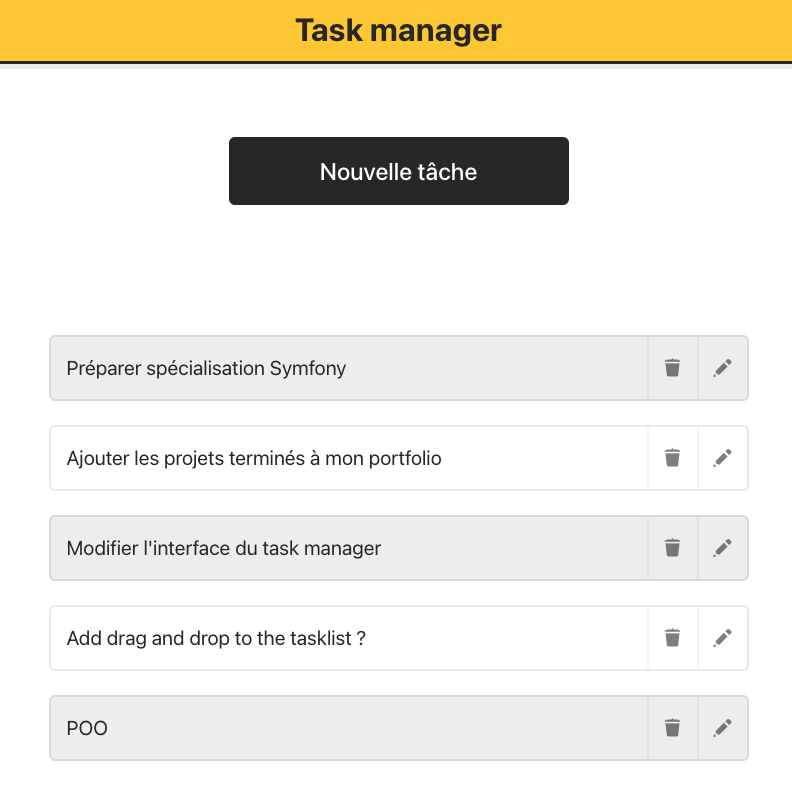 Task manager
Nouvelle tâche
Préparer spécialisation Symfony
Ajouter les projets terminés à mon portfolio
Modifier l'interface du task manager
Add drag and drop to the tasklist ?
POO